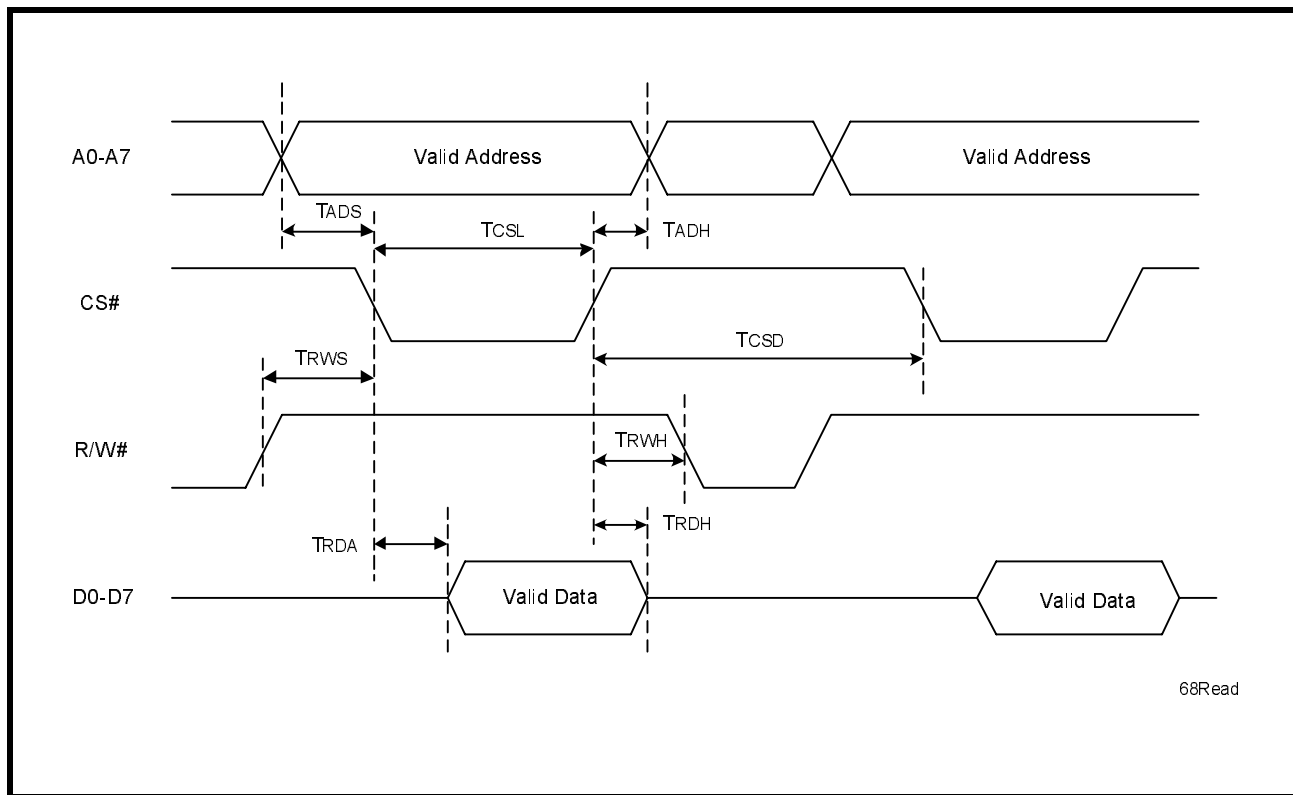 A0-A7
Valid Address
Valid Address
TADS
TCSL
TADH
CS#
TCSD
TRWS
R/W#
TRWH
TRDH
TRDA
D0-D7
Valid Data
Valid Data
68Read